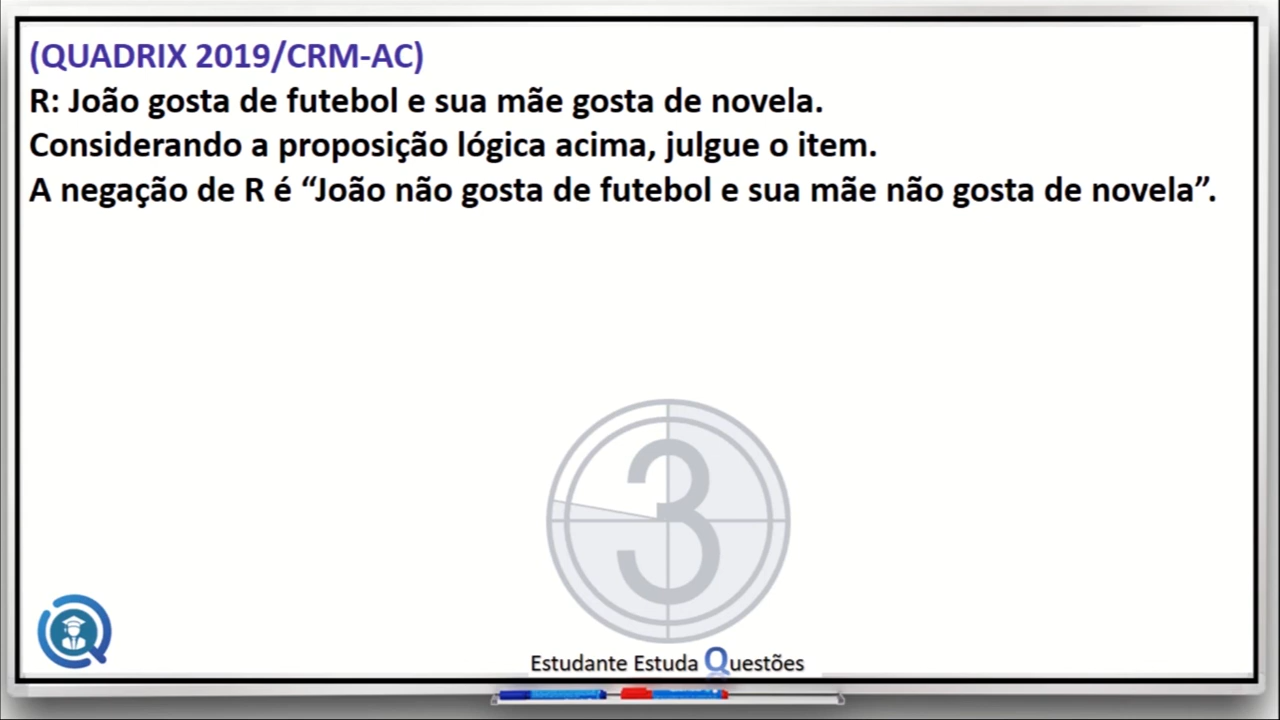 (QUADRIX 2019/CRM-AC)
R: João gosta de futebol e sua mãe gosta de novela.
Considerando a proposição lógica acima, julgue o item.
A negação de R é “João não gosta de futebol e sua mãe não gosta de novela”.
3
Estudante Estuda Questões